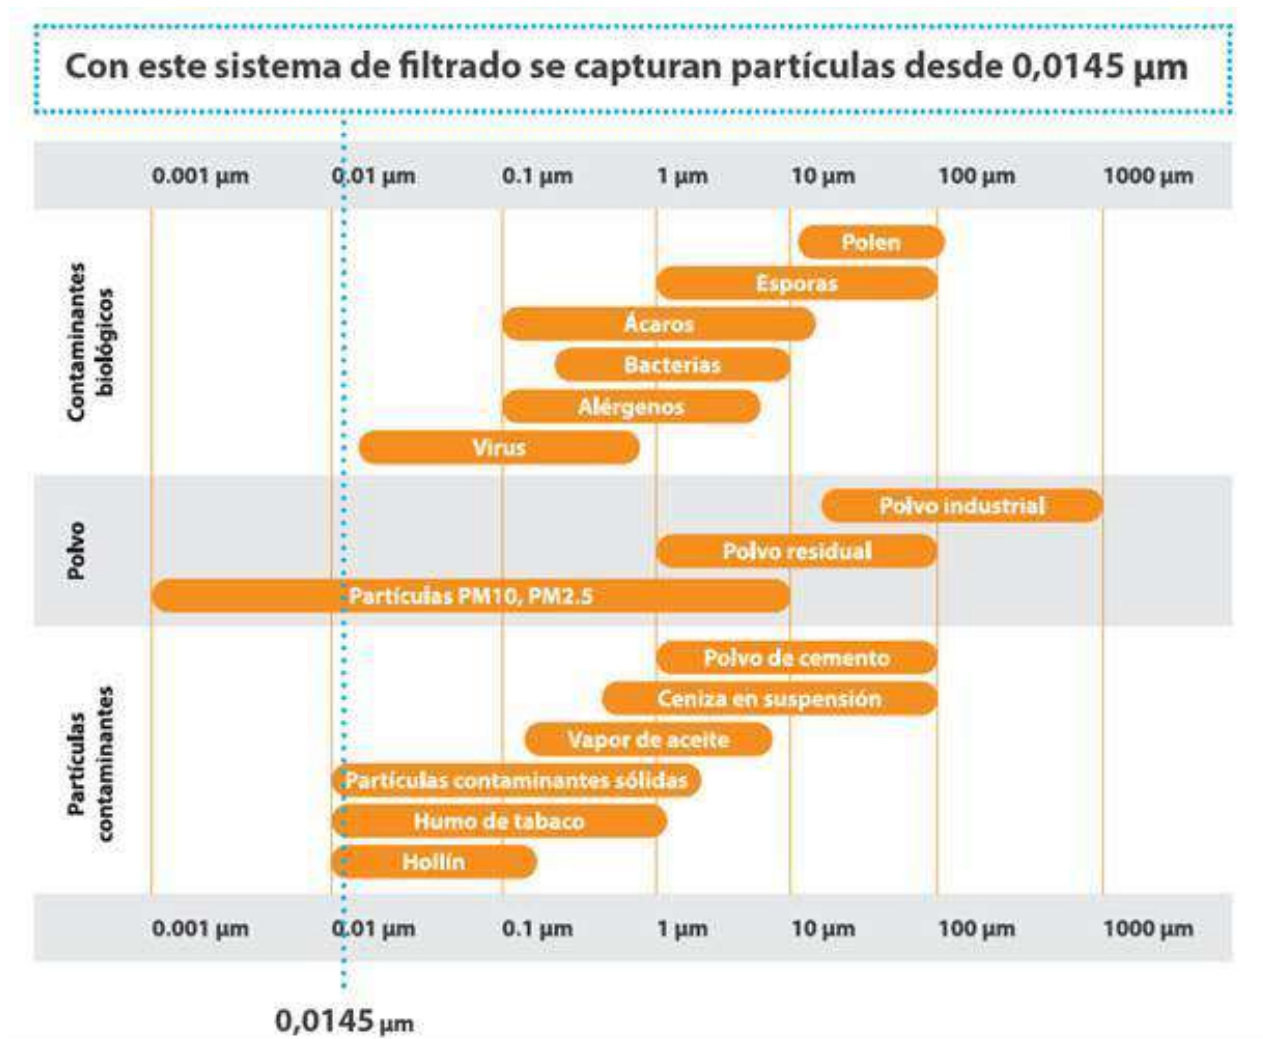 Con este sistema de filtrado se capturan partículas desde 0,0145 µm
0.001 µm 0.01 µm 0.1 µm 1 µm 10 µm 100 µm 1000 µm
Contaminantes
biológicos
Polen
Esporas
Ácaros
Bacterias
Alérgenos
Virus
Polvo
Polvo industrial
Polvo residual
Partículas PM10, PM2.5
Partículas
contaminantes
Polvo de cemento
Ceniza en suspensión
Vapor de aceite
Partículas contaminantes sólidas
Humo de tabaco
Hollín
0.001 µm 0.01 µm 0.1 µm 1 µm 10 µm 100 µm 1000 µm
0,0145 µm